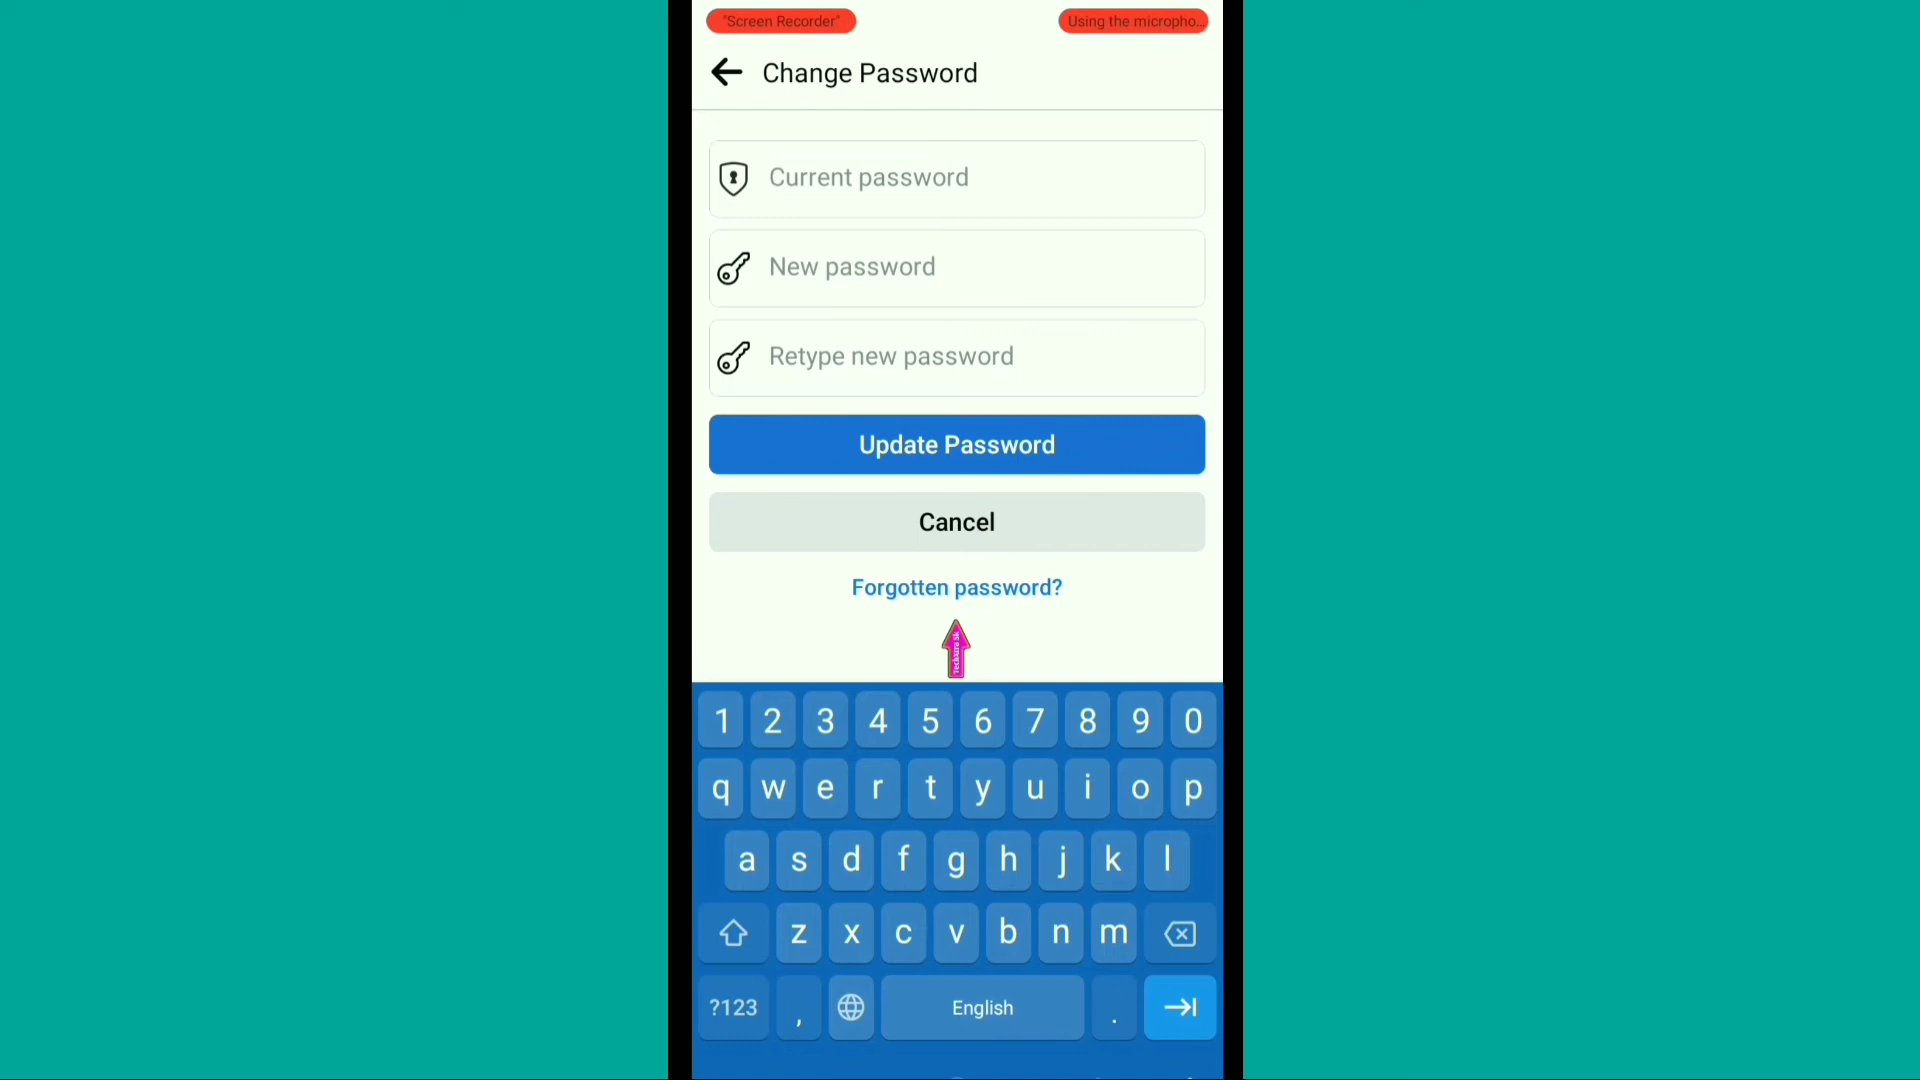 "Screen Recorder" Using the micropho...
Change Password
Current password
New password
Retype new password
Update Password
Cancel
Forgotten password?
1 2 3 4 5 6 7 8 9 0
q w e r t y u i o p
a s d f g h j k l
z x c v b n m
?123 , English .